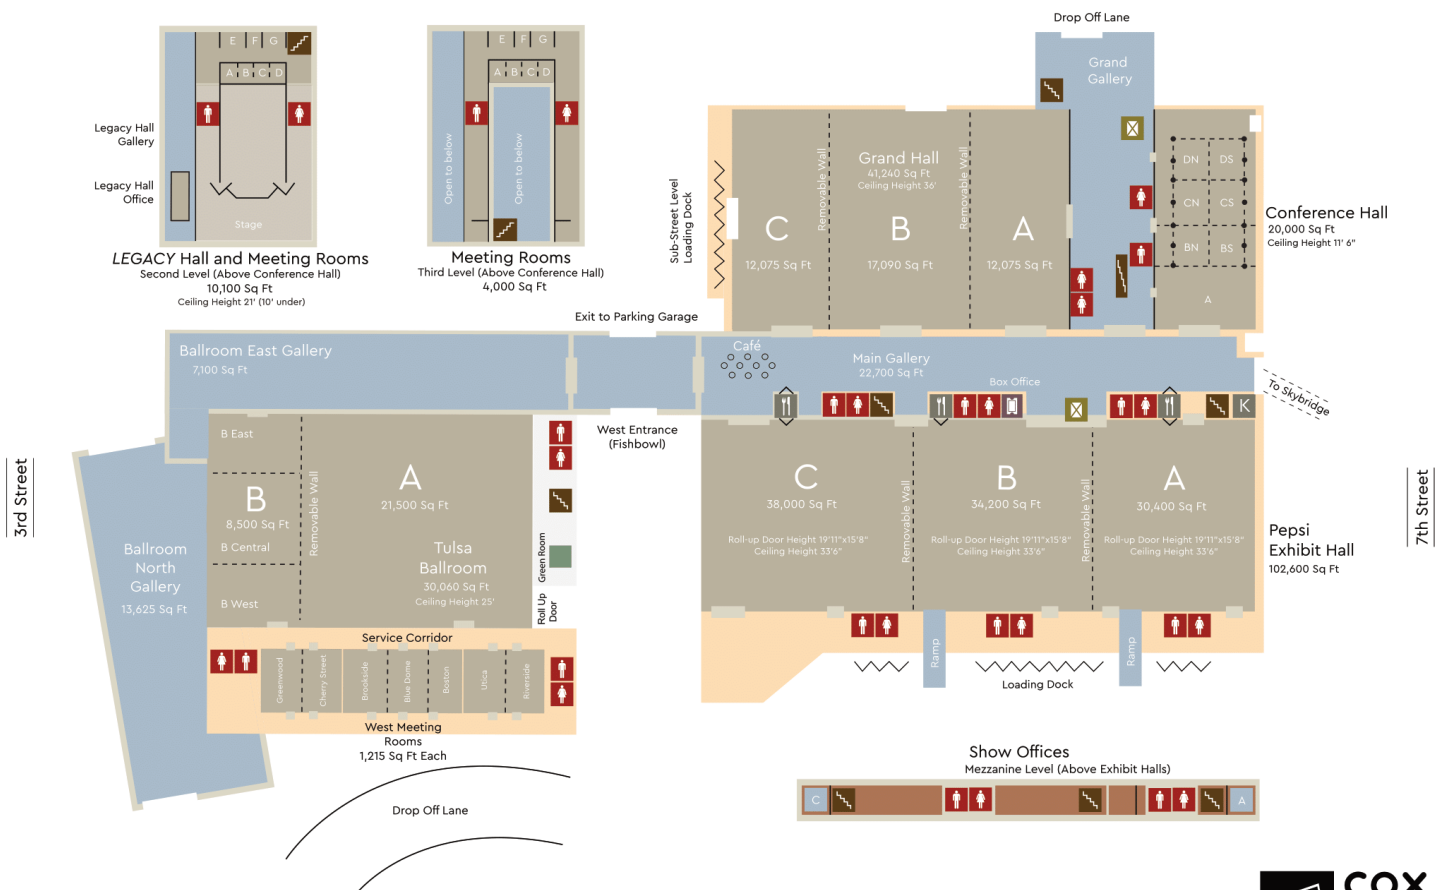 Drop Off Lane
Grand
Gallery
E F G
A B C D
Legacy Hall
Gallery
Legacy Hall
Office
Stage
LEGACY Hall and Meeting Rooms
Second Level (Above Conference Hall)
10,100 Sq Ft
Ceiling Height 21' (10' under)
E F G
A B C D
Open to below
Open to below
Meeting Rooms
Third Level (Above Conference Hall)
4,000 Sq Ft
Sub-Street Level
Loading Dock
Grand Hall
41,240 Sq Ft
Ceiling Height 36'
Removable Wall
Removable Wall
C
12,075 Sq Ft
B
17,090 Sq Ft
A
12,075 Sq Ft
DN DS
CN CS
BN BS
A
Conference Hall
20,000 Sq Ft
Ceiling Height 11' 6"
Exit to Parking Garage
Ballroom East Gallery
7,100 Sq Ft
Café
Main Gallery
22,700 Sq Ft
Box Office
To Skybridge
K
West Entrance
(Fishbowl)
3rd Street
7th Street
B East
B
8,500 Sq Ft
B Central
B West
Removable Wall
A
21,500 Sq Ft
Tulsa
Ballroom
30,060 Sq Ft
Ceiling Height 25'
Green Room
Roll Up
Door
Ballroom
North
Gallery
13,625 Sq Ft
C
38,000 Sq Ft
Roll-up Door Height 19'11"x15'8"
Ceiling Height 33'6"
Removable Wall
B
34,200 Sq Ft
Roll-up Door Height 19'11"x15'8"
Ceiling Height 33'6"
Removable Wall
A
30,400 Sq Ft
Roll-up Door Height 19'11"x15'8"
Ceiling Height 33'6"
Pepsi
Exhibit Hall
102,600 Sq Ft
Service Corridor
Greenwood
Cherry Street
Brookside
Blue Dome
Boston
Utica
Riverside
West Meeting
Rooms
1,215 Sq Ft Each
Ramp
Ramp
Loading Dock
Drop Off Lane
Show Offices
Mezzanine Level (Above Exhibit Halls)
C
A
COX